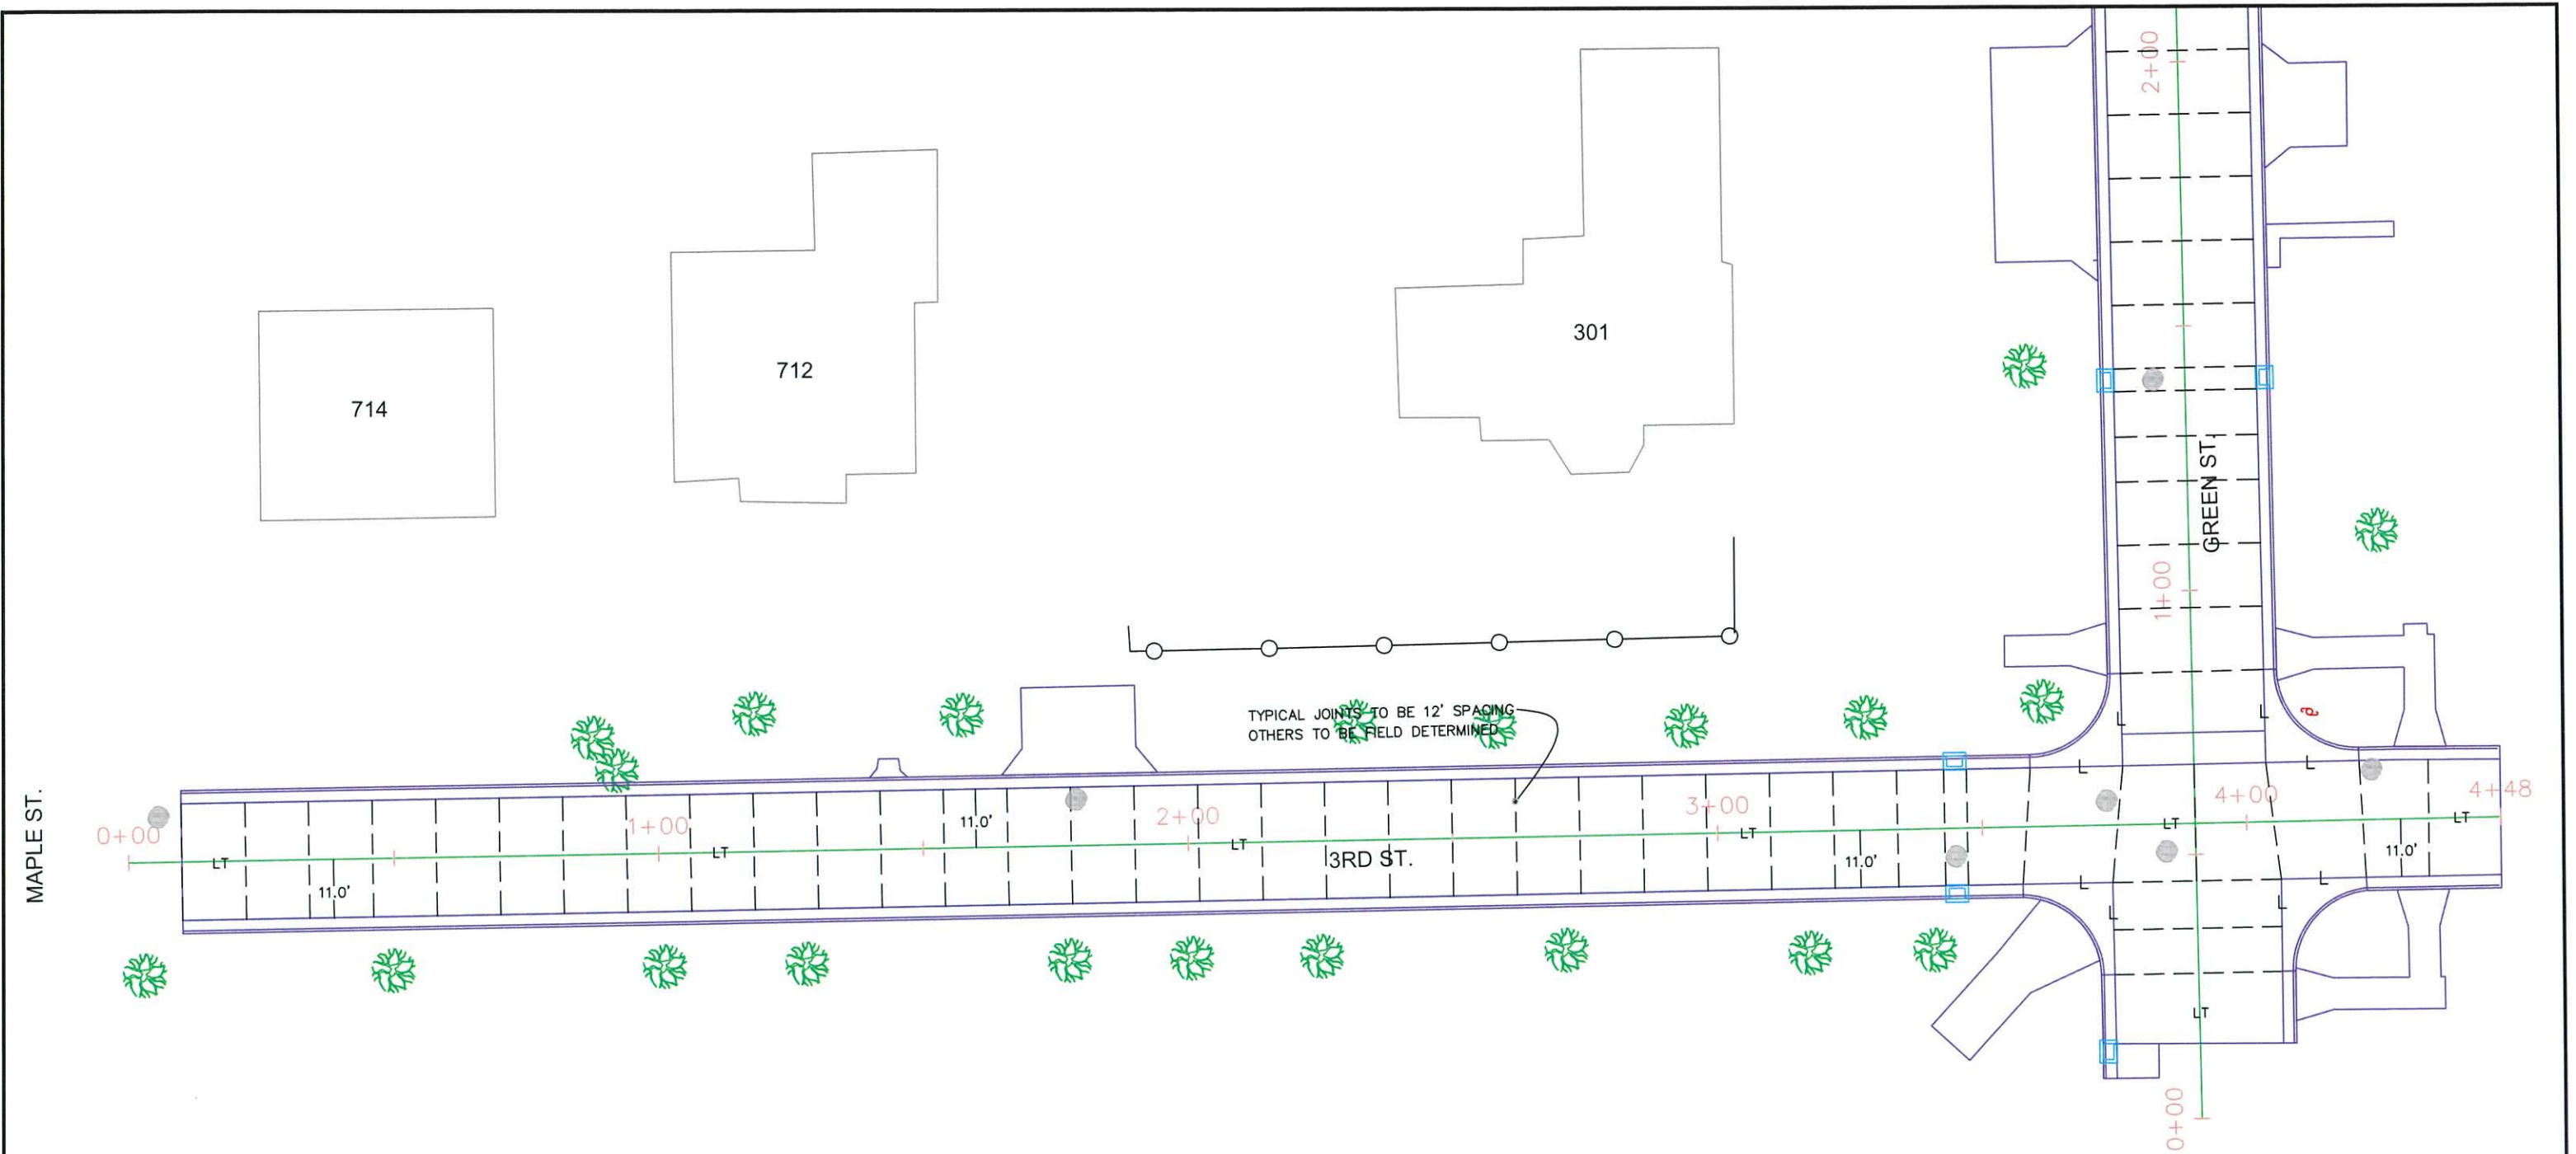 2+00
301
712
714
GREEN ST.
1+00
TYPICAL JOINTS TO BE 12' SPACING
OTHERS TO BE FIELD DETERMINED
L
L
L
L
MAPLE ST.
0+00
1+00
2+00
3+00
4+00
4+48
11.0'
LT
LT
LT
LT
LT
LT
3RD ST.
11.0'
11.0'
11.0'
L
L
L
L
LT
0+00